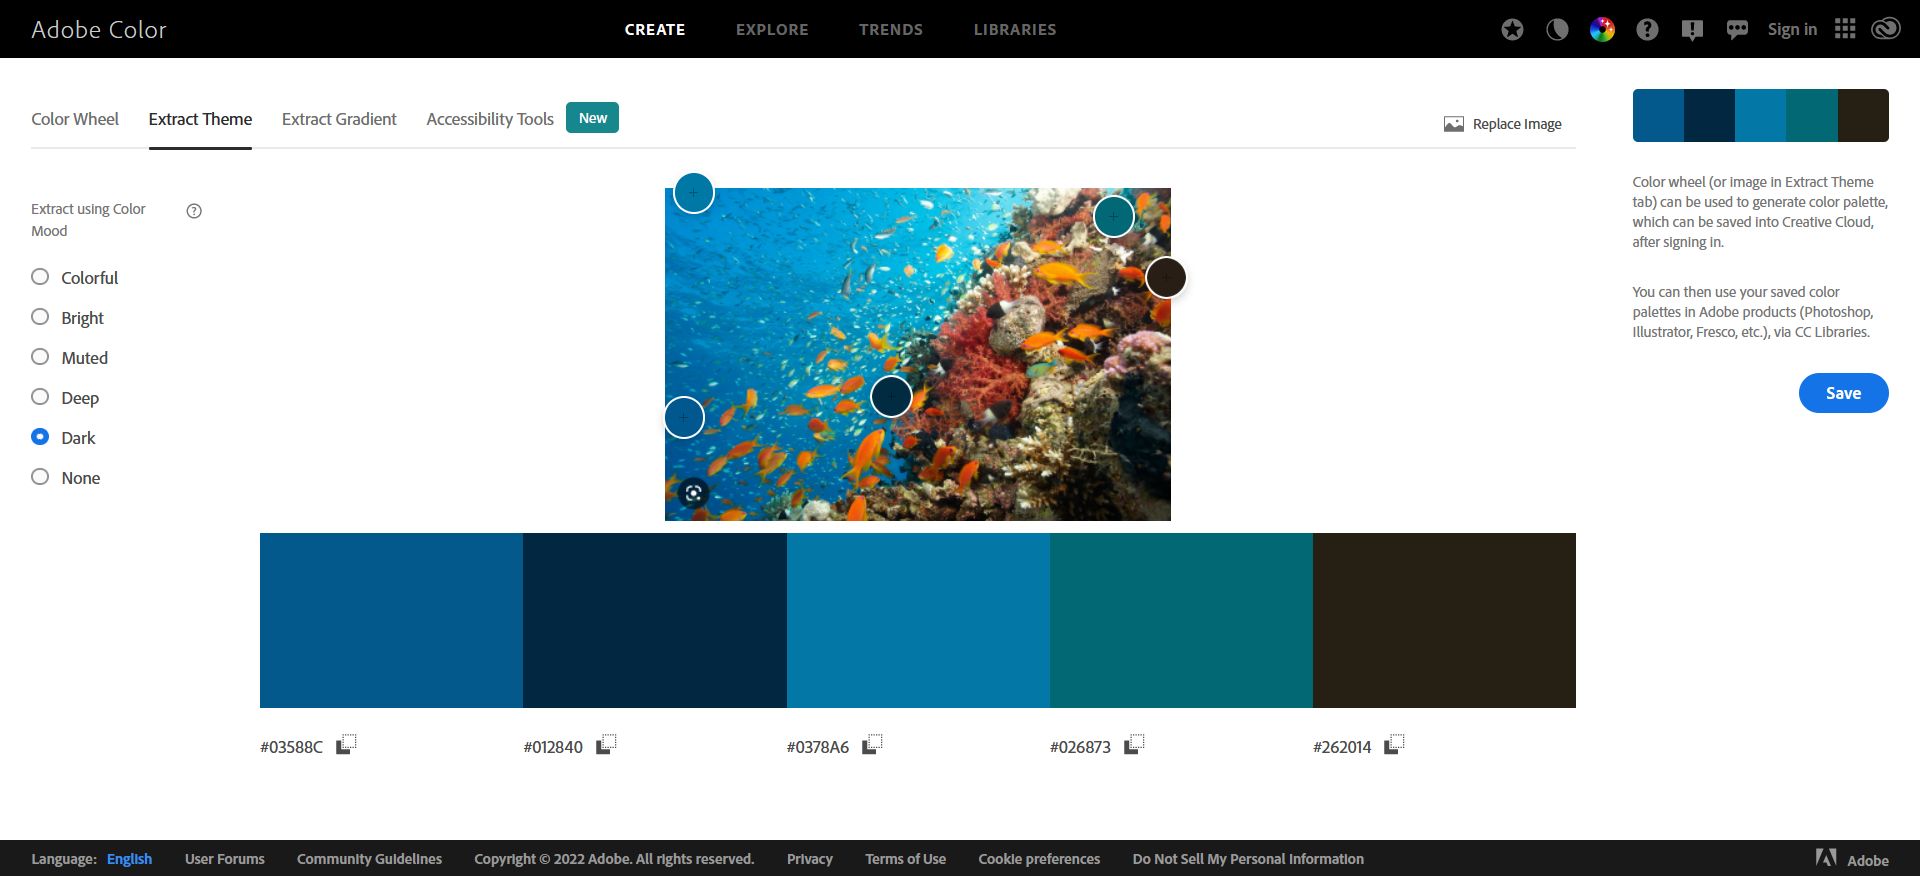 Adobe Color
CREATE EXPLORE TRENDS LIBRARIES
Sign in
Color Wheel Extract Theme Extract Gradient Accessibility Tools New
Replace Image
Extract using Color
Mood
Colorful
Bright
Muted
Deep
Dark
None
Color wheel (or image in Extract Theme
tab) can be used to generate color palette,
which can be saved into Creative Cloud,
after signing in.
You can then use your saved color
palettes in Adobe products (Photoshop,
Illustrator, Fresco, etc.), via CC Libraries.
Save
#03588C #012840 #0378A6 #026873 #262014
Language: English User Forums Community Guidelines Copyright © 2022 Adobe. All rights reserved. Privacy Terms of Use Cookie preferences Do Not Sell My Personal Information Adobe